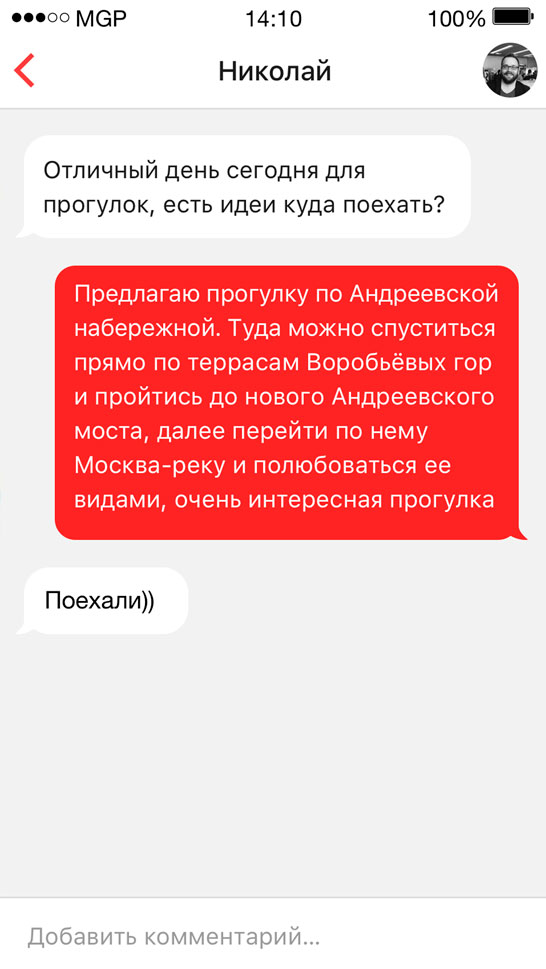 MGP 14:10 100%
Николай
Отличный день сегодня для
прогулок, есть идеи куда поехать?
Предлагаю прогулку по Андреевской
набережной. Туда можно спуститься
прямо по террасам Воробьёвых гор
и пройтись до нового Андреевского
моста, далее перейти по нему
Москва-реку и полюбоваться ее
видами, очень интересная прогулка
Поехали))
Добавить комментарий...